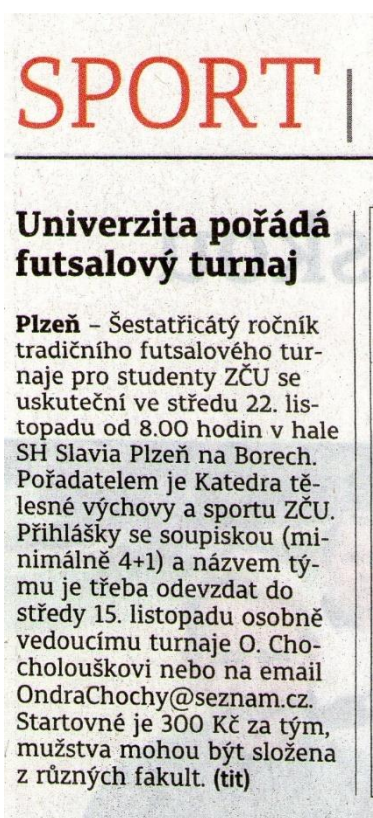 SPORT
Univerzita pořádá
futsalový turnaj
Plzeň – Šestatřicátý ročník
tradičního futsalového tur-
naje pro studenty ZČU se
uskuteční ve středu 22. lis-
topadu od 8.00 hodin v hale
SH Slavia Plzeň na Borech.
Pořadatelem je Katedra tě-
lesné výchovy a sportu ZČU.
Přihlášky se soupiskou (mi-
nimálně 4+1) a názvem tý-
mu je třeba odevzdat do
středy 15. listopadu osobně
vedoucímu turnaje O. Cho-
cholouškovi nebo na email
OndraChochy@seznam.cz.
Startovné je 300 Kč za tým,
mužstva mohou být složena
z různých fakult. (tit)